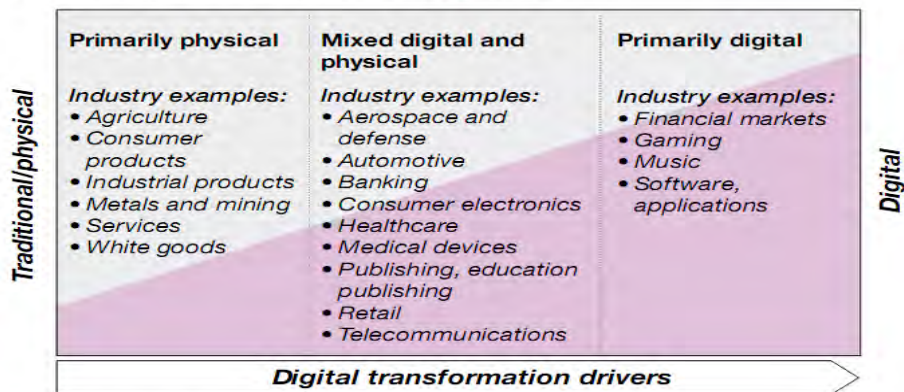 Traditional/physical
Primarily physical
Industry examples:
• Agriculture
• Consumer
products
• Industrial products
• Metals and mining
• Services
• White goods
Mixed digital and
physical
Industry examples:
• Aerospace and
defense
• Automotive
• Banking
• Consumer electronics
• Healthcare
• Medical devices
• Publishing, education
publishing
• Retail
• Telecommunications
Primarily digital
Industry examples:
• Financial markets
• Gaming
• Music
• Software,
applications
Digital
Digital transformation drivers